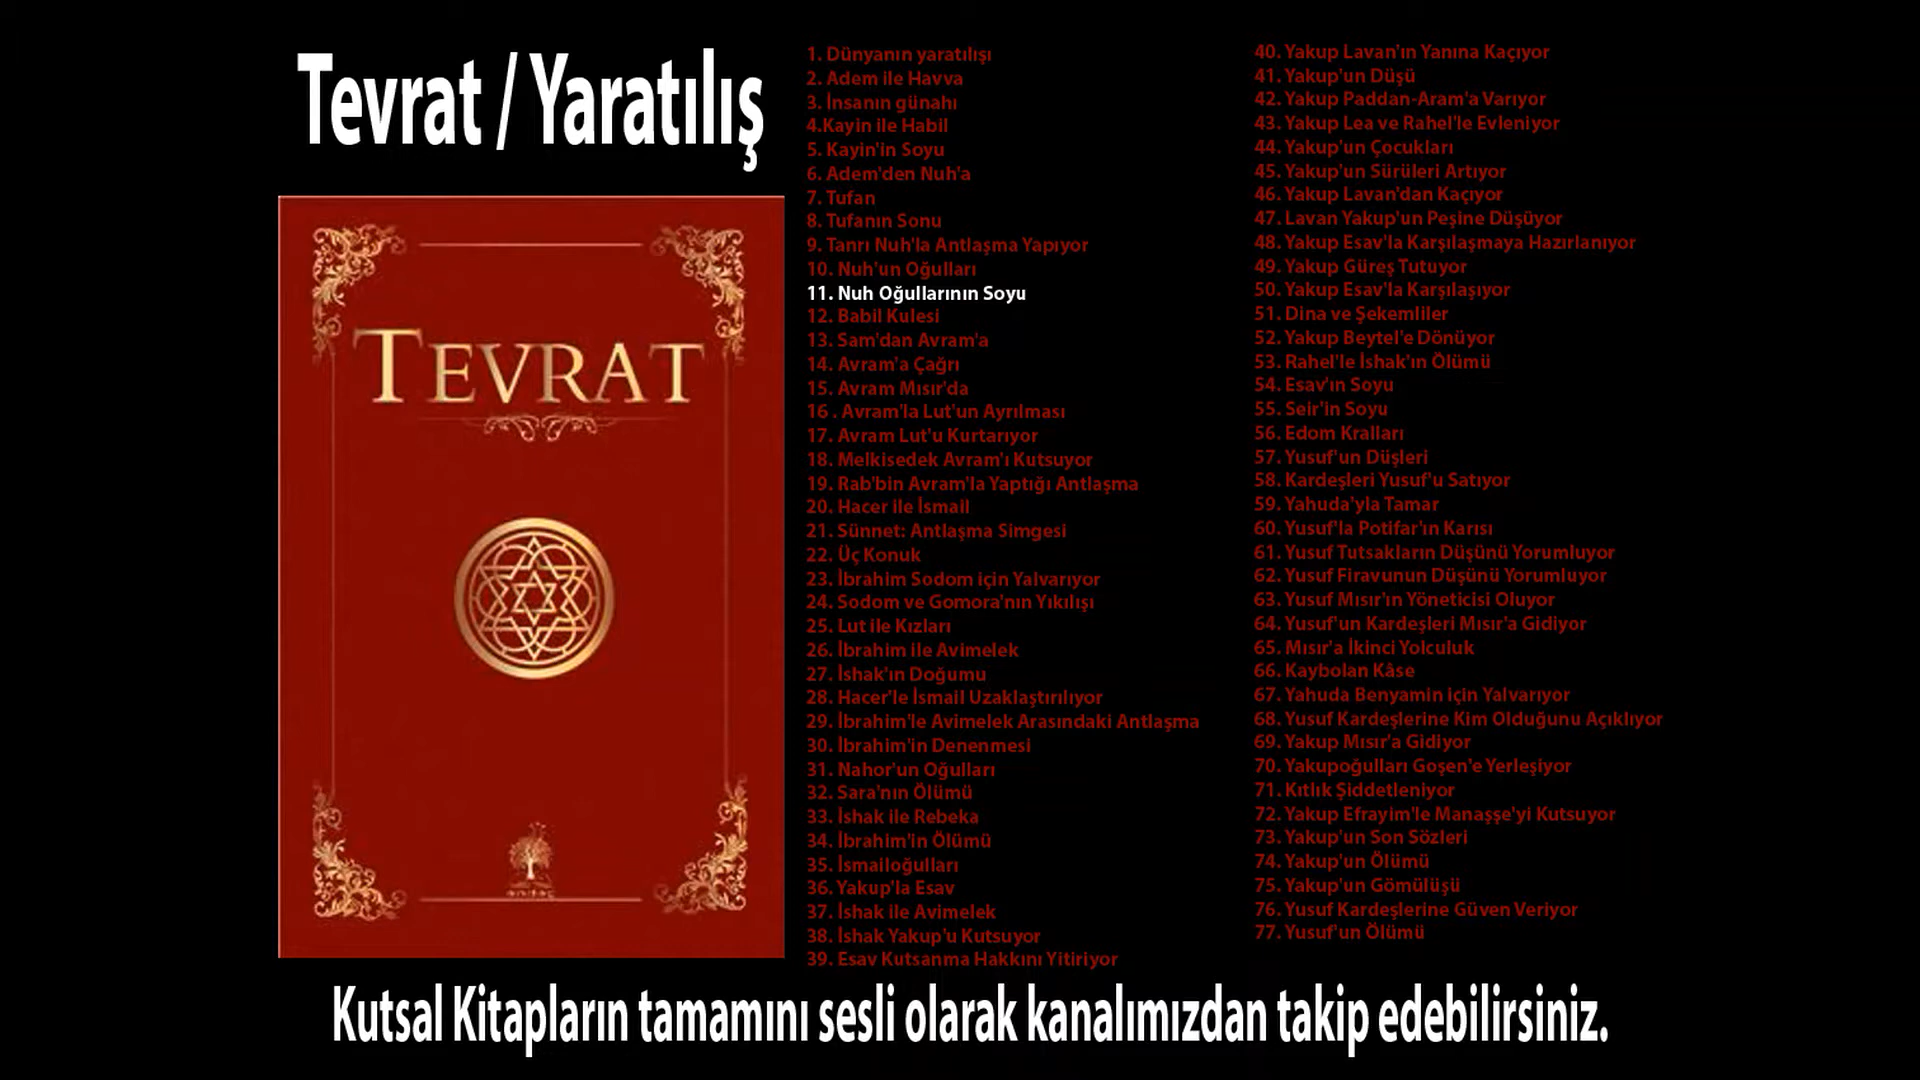 Tevrat / Yaratılış
TEVRAT
1. Dünyanın yaratılışı
2. Adem ile Havva
3. İnsanın günahı
4.Kayin ile Habil
5. Kayin'in Soyu
6. Adem'den Nuh'a
7. Tufan
8. Tufanın Sonu
9. Tanrı Nuh'la Antlaşma Yapıyor
10. Nuh'un Oğulları
11. Nuh Oğullarının Soyu
12. Babil Kulesi
13. Sam'dan Avram'a
14. Avram'a Çağrı
15. Avram Mısır'da
16 . Avram'la Lut'un Ayrılması
17. Avram Lut'u Kurtarıyor
18. Melkisedek Avram'ı Kutsuyor
19. Rab'bin Avram'la Yaptığı Antlaşma
20. Hacer ile İsmail
21. Sünnet: Antlaşma Simgesi
22. Üç Konuk
23. İbrahim Sodom için Yalvarıyor
24. Sodom ve Gomora'nın Yıkılışı
25. Lut ile Kızları
26. İbrahim ile Avimelek
27. İshak'ın Doğumu
28. Hacer'le İsmail Uzaklaştırılıyor
29. İbrahim'le Avimelek Arasındaki Antlaşma
30. İbrahim'in Denenmesi
31. Nahor'un Oğulları
32. Sara'nın Ölümü
33. İshak ile Rebeka
34. İbrahim'in Ölümü
35. İsmailoğulları
36. Yakup'la Esav
37. İshak ile Avimelek
38. İshak Yakup'u Kutsuyor
39. Esav Kutsanma Hakkını Yitiriyor
40. Yakup Lavan'ın Yanına Kaçıyor
41. Yakup'un Düşü
42. Yakup Paddan-Aram'a Varıyor
43. Yakup Lea ve Rahel'le Evleniyor
44. Yakup'un Çocukları
45. Yakup'un Sürüleri Artıyor
46. Yakup Lavan'dan Kaçıyor
47. Lavan Yakup'un Peşine Düşüyor
48. Yakup Esav'la Karşılaşmaya Hazırlanıyor
49. Yakup Güreş Tutuyor
50. Yakup Esav'la Karşılaşıyor
51. Dina ve Şekemliler
52. Yakup Beytel'e Dönüyor
53. Rahel'le İshak'ın Ölümü
54. Esav'ın Soyu
55. Seir'in Soyu
56. Edom Kralları
57. Yusuf'un Düşleri
58. Kardeşleri Yusuf'u Satıyor
59. Yahuda'yla Tamar
60. Yusuf'la Potifar'ın Karısı
61. Yusuf Tutsakların Düşünü Yorumluyor
62. Yusuf Firavunun Düşünü Yorumluyor
63. Yusuf Mısır'ın Yöneticisi Oluyor
64. Yusuf'un Kardeşleri Mısır'a Gidiyor
65. Mısır'a İkinci Yolculuk
66. Kaybolan Kâse
67. Yahuda Benyamin için Yalvarıyor
68. Yusuf Kardeşlerine Kim Olduğunu Açıklıyor
69. Yakup Mısır'a Gidiyor
70. Yakupoğulları Goşen'e Yerleşiyor
71. Kıtlık Şiddetleniyor
72. Yakup Efrayim'le Manaşşe'yi Kutsuyor
73. Yakup'un Son Sözleri
74. Yakup'un Ölümü
75. Yakup'un Gömülüşü
76. Yusuf Kardeşlerine Güven Veriyor
77. Yusuf'un Ölümü
Kutsal Kitapların tamamını sesli olarak kanalımızdan takip edebilirsiniz.